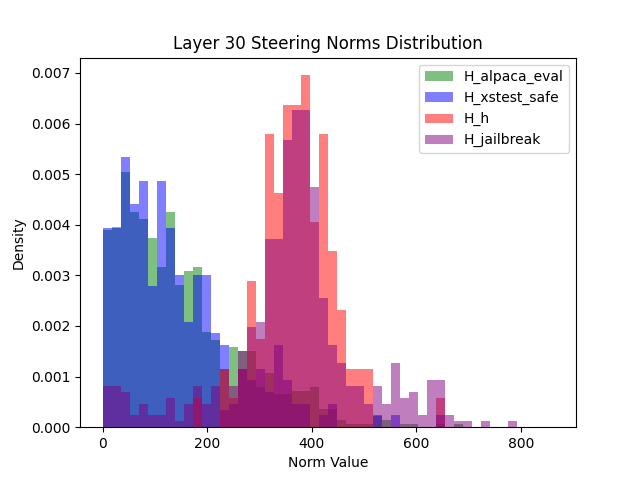 Layer 30 Steering Norms Distribution
H_alpaca_eval
H_xstest_safe
H_h
H_jailbreak
0.007
0.006
0.005
0.004
0.003
0.002
0.001
0.000
Density
0 200 400 600 800
Norm Value